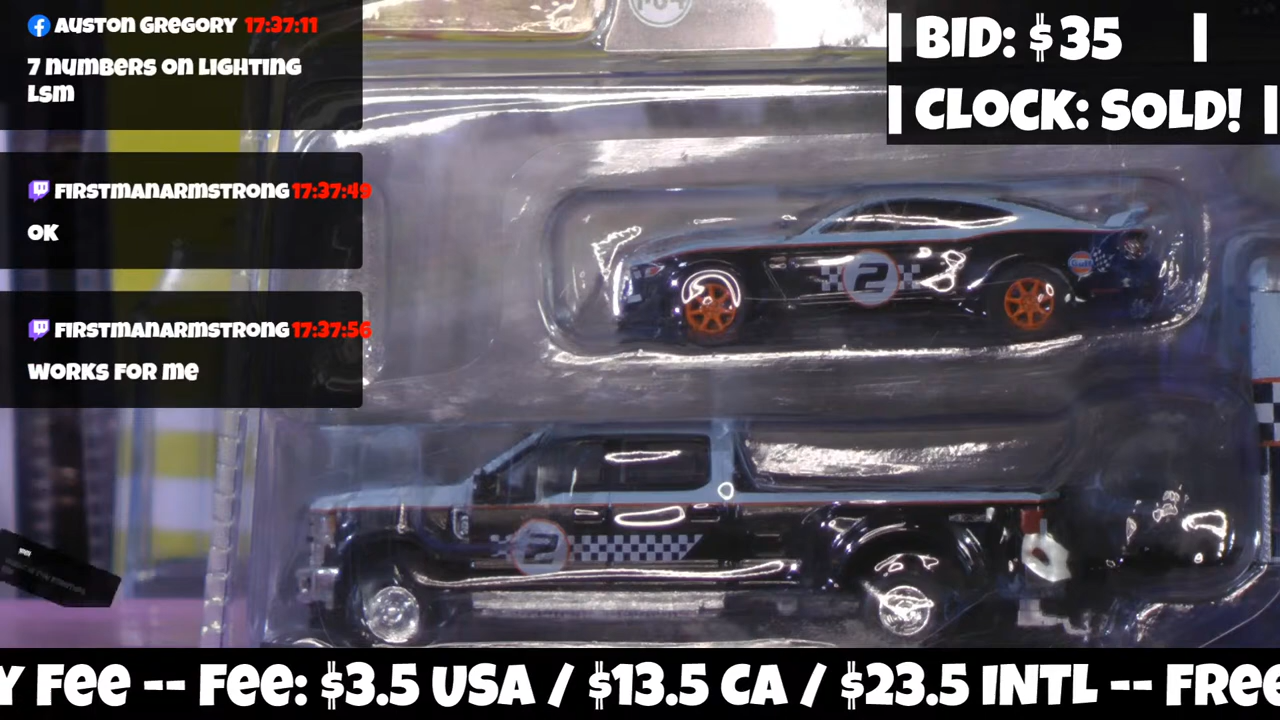 AUSTON GREGORY 17:37:11
7 NUMBERS ON LIGHTING
LSM
FIRSTMANARMSTRONG 17:37:49
OK
FIRSTMANARMSTRONG 17:37:56
WORKS FOR ME
| BID: $35 |
| CLOCK: SOLD! |
2
2
Y FEE -- FEE: $3.5 USA / $13.5 CA / $23.5 INTL -- FREE